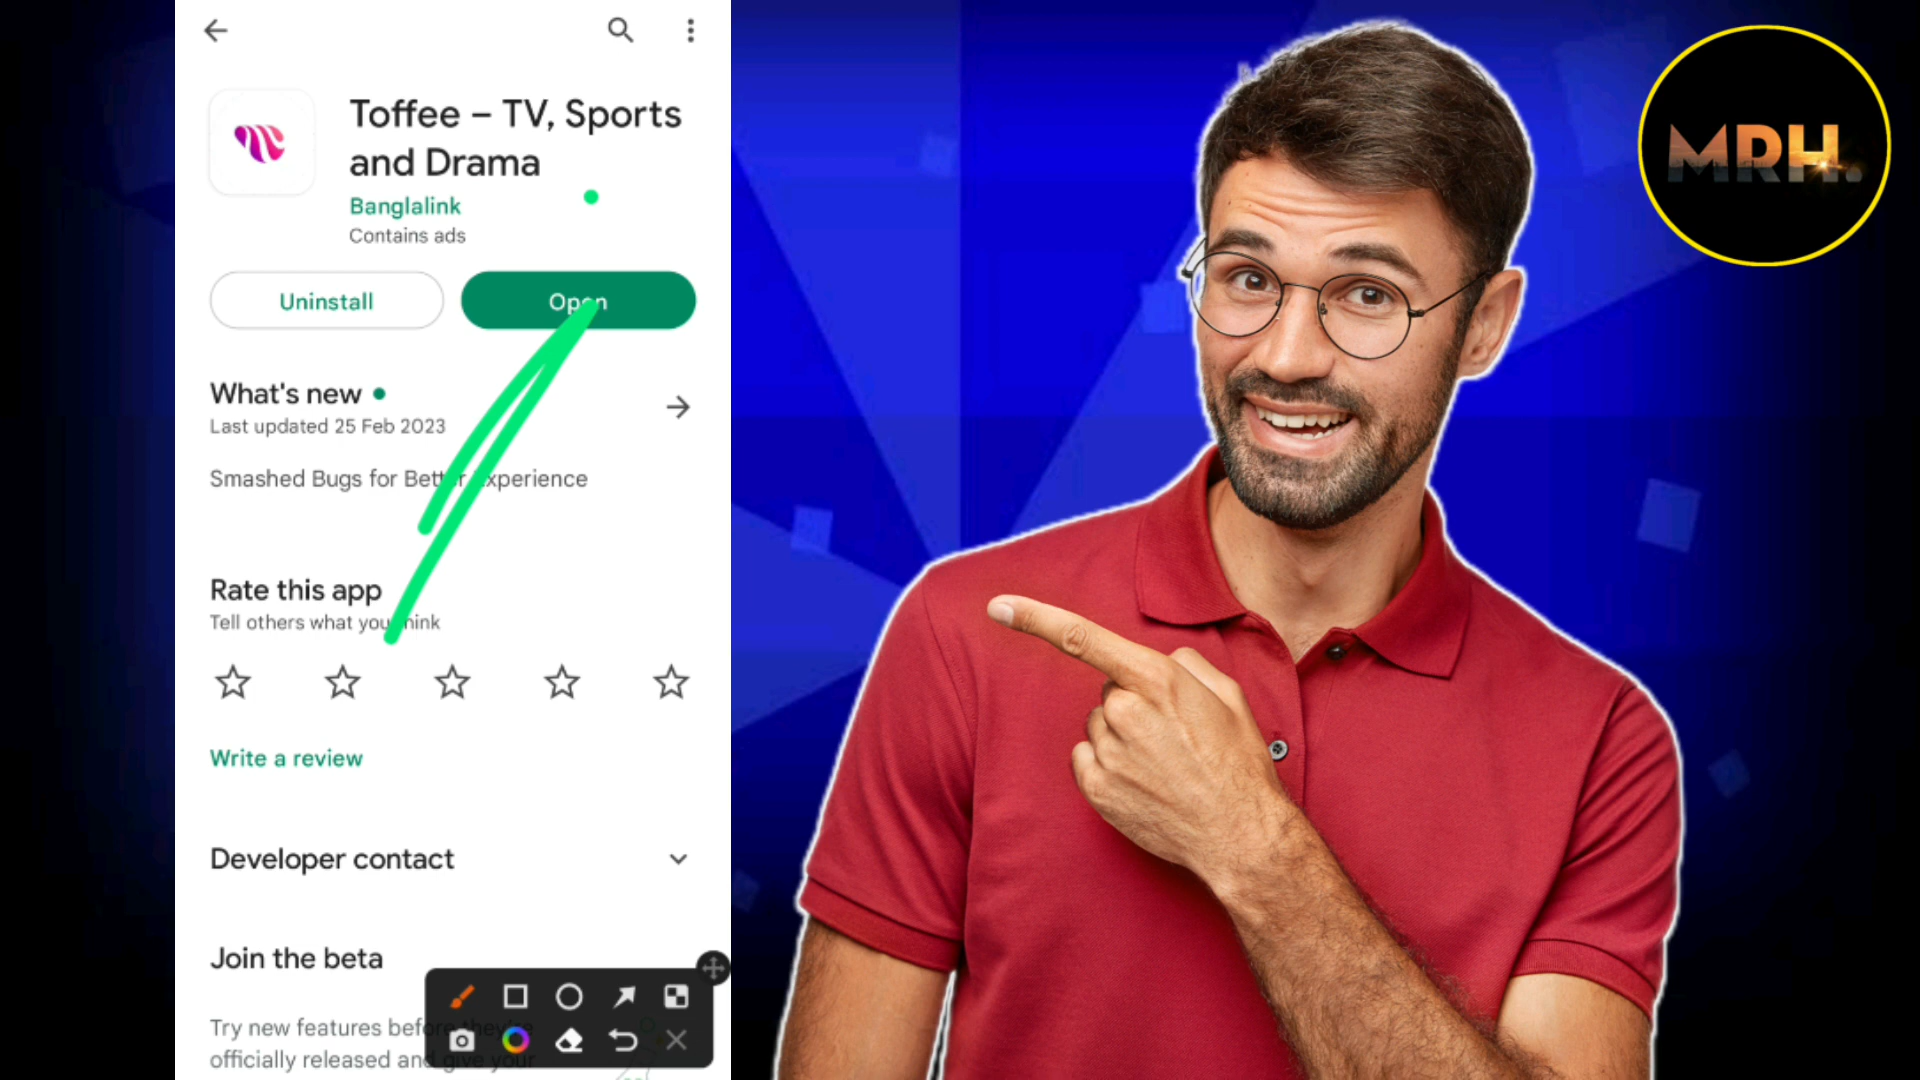 Toffee – TV, Sports
and Drama
Banglalink
Contains ads
Uninstall
Open
What's new
Last updated 25 Feb 2023
Smashed Bugs for Better Experience
Rate this app
Tell others what you think
Write a review
Developer contact
Join the beta
Try new features before they're
officially released and give your
MRH.